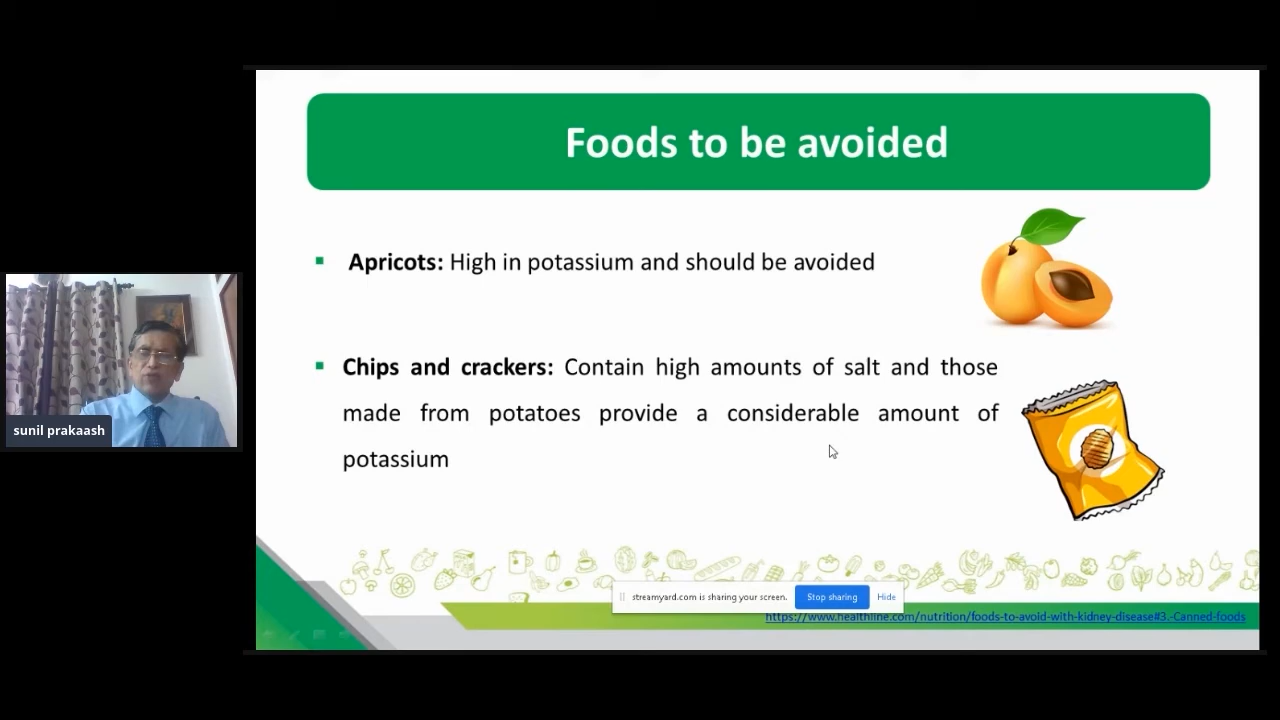 Foods to be avoided
▪ Apricots: High in potassium and should be avoided
▪ Chips and crackers: Contain high amounts of salt and those
made from potatoes provide a considerable amount of
potassium
sunil prakaash
streamyard.com is sharing your screen. Stop sharing Hide
https://www.healthline.com/nutrition/foods-to-avoid-with-kidney-disease#3.-Canned-foods